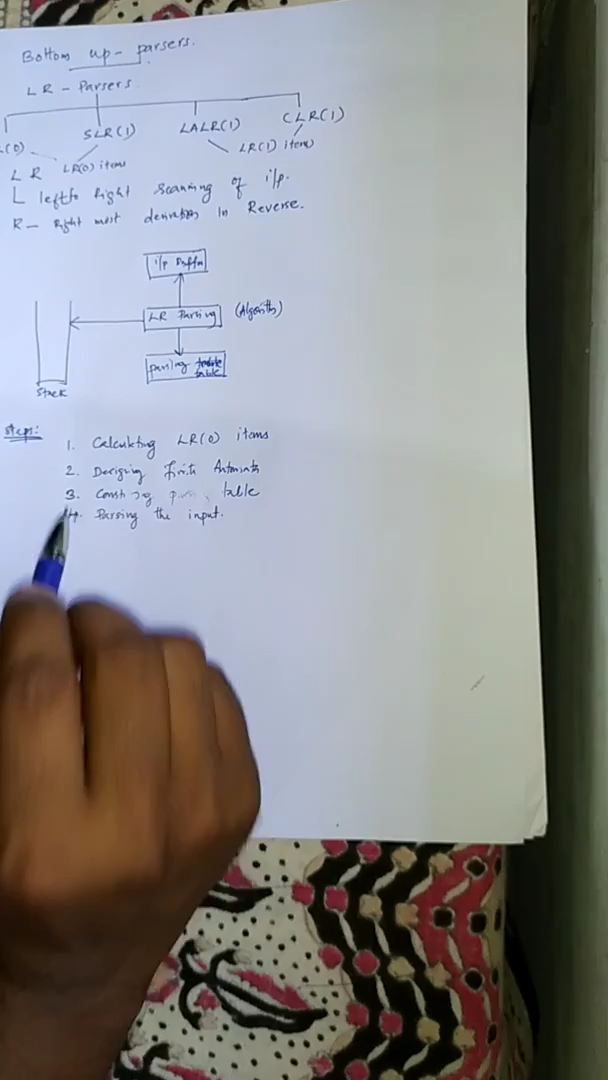 Bottom up - parsers.
LR - Parsers
(0) SLR(1) LALR(1) CLR(1)
LR(0) items LR(1) items
LR
L left to Right scanning of i/p.
R - Right most derivation In Reverse.
i/p Buffer
LR Parsing (Algorithm)
parsing table
Stack
Steps:
1. Calculating LR(0) items
2. Designing Finite Automata
3. table
4. Parsing the input.